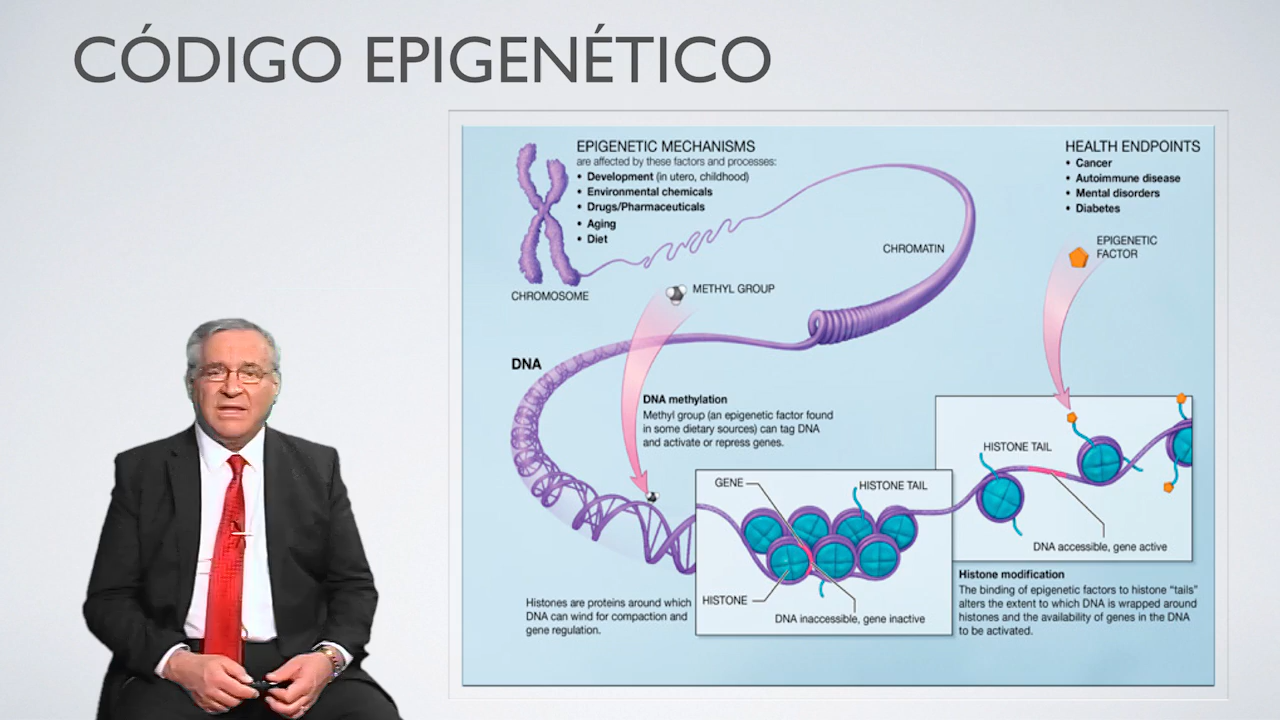 CÓDIGO EPIGENÉTICO
EPIGENETIC MECHANISMS
are affected by these factors and processes:
• Development (in utero, childhood)
• Environmental chemicals
• Drugs/Pharmaceuticals
• Aging
• Diet
CHROMOSOME
METHYL GROUP
CHROMATIN
HEALTH ENDPOINTS
• Cancer
• Autoimmune disease
• Mental disorders
• Diabetes
EPIGENETIC
FACTOR
DNA
DNA methylation
Methyl group (an epigenetic factor found
in some dietary sources) can tag DNA
and activate or repress genes.
HISTONE TAIL
DNA accessible, gene active
GENE
HISTONE TAIL
HISTONE
DNA inaccessible, gene inactive
Histones are proteins around which
DNA can wind for compaction and
gene regulation.
Histone modification
The binding of epigenetic factors to histone “tails”
alters the extent to which DNA is wrapped around
histones and the availability of genes in the DNA
to be activated.